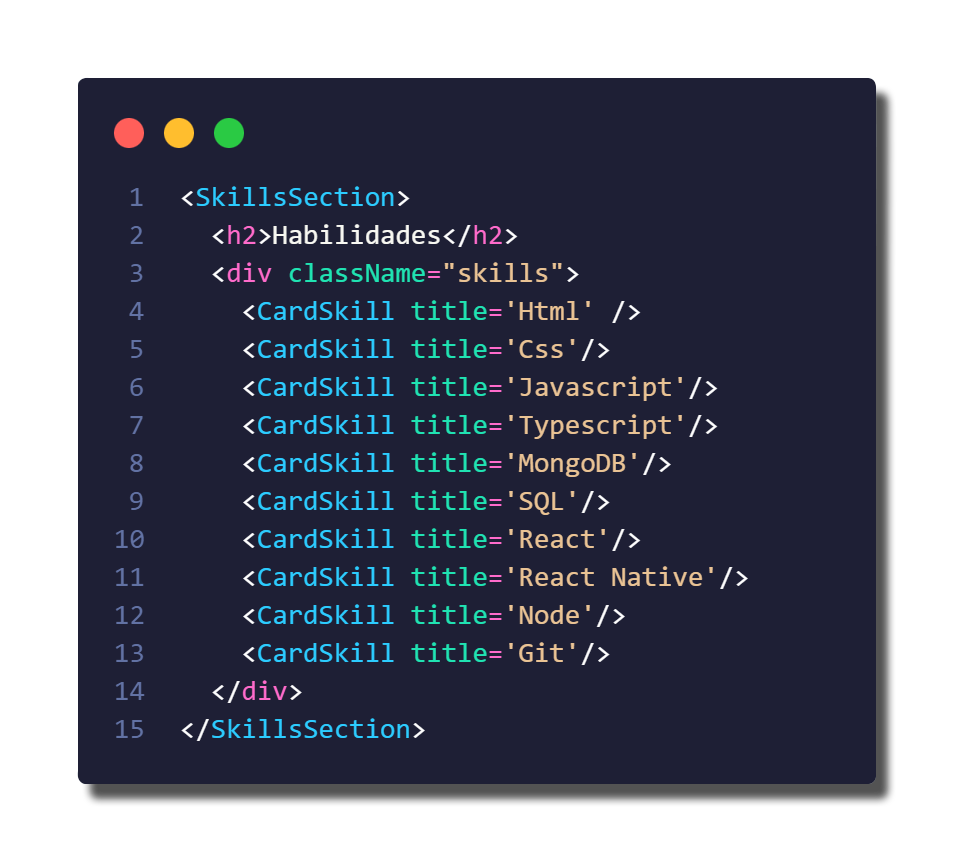 1 <SkillsSection>
2 <h2>Habilidades</h2>
3 <div className="skills">
4 <CardSkill title='Html' />
5 <CardSkill title='Css'/>
6 <CardSkill title='Javascript'/>
7 <CardSkill title='Typescript'/>
8 <CardSkill title='MongoDB'/>
9 <CardSkill title='SQL'/>
10 <CardSkill title='React'/>
11 <CardSkill title='React Native'/>
12 <CardSkill title='Node'/>
13 <CardSkill title='Git'/>
14 </div>
15 </SkillsSection>